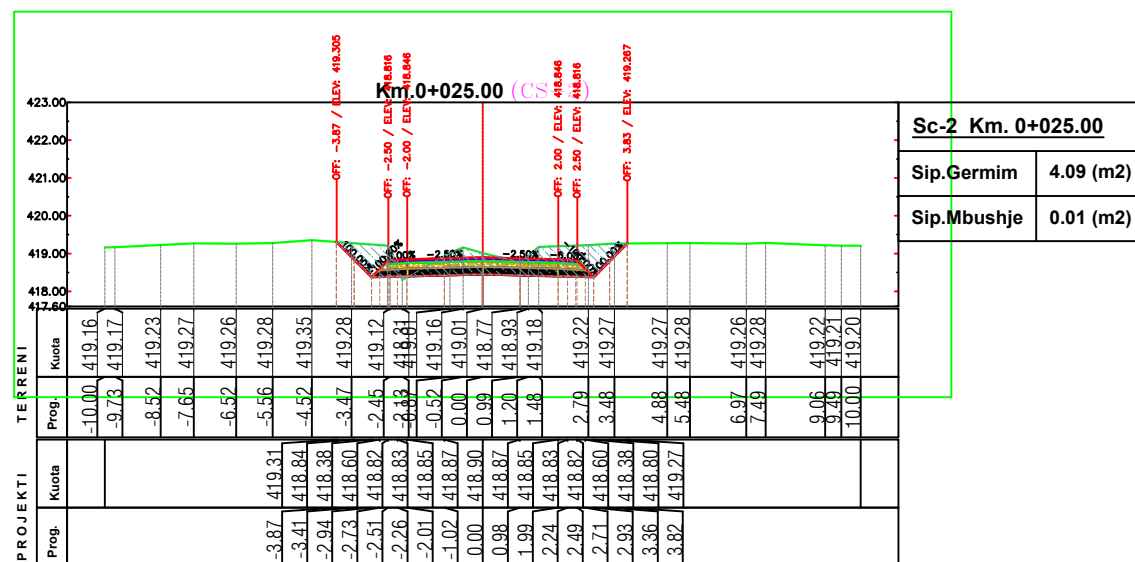 Km.0+025.00 (CS
OFF: -3.87 / ELEV: 419.305
OFF: -2.50 / ELEV: 418.816
OFF: -2.00 / ELEV: 418.846
OFF: 2.00 / ELEV: 418.846
OFF: 2.50 / ELEV: 418.816
OFF: 3.83 / ELEV: 419.267
423.00
422.00
421.00
420.00
419.00
418.00
417.60
-2.50% -2.50%
Sc-2 Km. 0+025.00
Sip.Germim 4.09 (m2)
Sip.Mbushje 0.01 (m2)
TERRENI
Kuota 419.16 419.17 419.23 419.27 419.26 419.28 419.35 419.28 419.12 418.31 419.01 419.16 419.01 418.77 418.93 419.18 419.22 419.27 419.27 419.28 419.26 419.28 419.22 419.21 419.20
Prog. -10.00 -9.73 -8.52 -7.65 -6.52 -5.56 -4.52 -3.47 -2.45 -2.13 -0.87 -0.52 0.00 0.99 1.20 1.48 2.79 3.48 4.88 5.48 6.97 7.49 9.06 9.49 10.00
PROJEKTI
Kuota 419.31 418.84 418.38 418.60 418.82 418.83 418.85 418.87 418.90 418.87 418.85 418.83 418.82 418.60 418.38 418.80 419.27
Prog. -3.87 -3.41 -2.94 -2.73 -2.51 -2.26 -2.01 -1.02 0.00 0.98 1.99 2.24 2.49 2.71 2.93 3.36 3.82